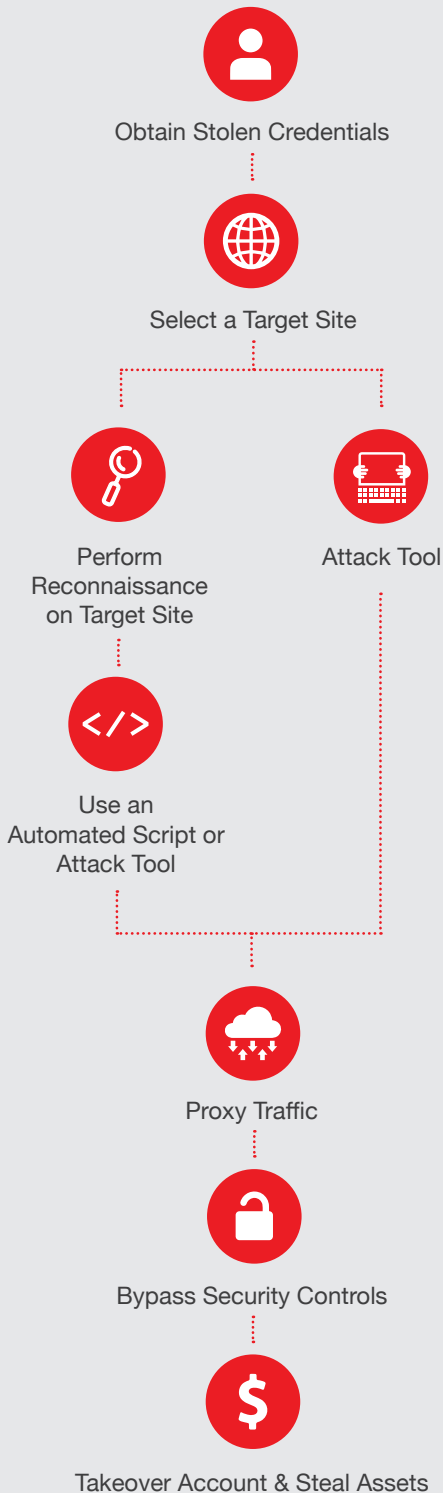 Obtain Stolen Credentials
Select a Target Site
Perform
Reconnaissance
on Target Site
Attack Tool
</>
Use an
Automated Script or
Attack Tool
Proxy Traffic
Bypass Security Controls
$
Takeover Account & Steal Assets